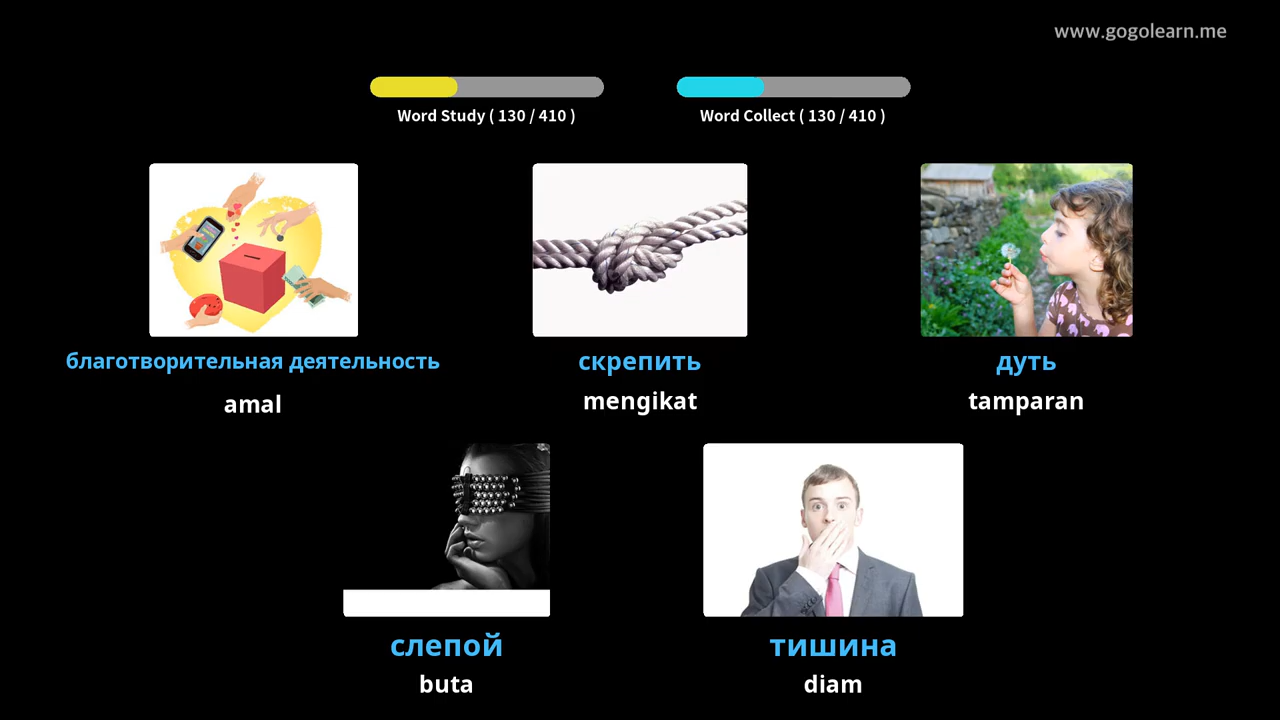 www.gogolearn.me
Word Study ( 130 / 410 )
Word Collect ( 130 / 410 )
благотворительная деятельность
amal
скрепить
mengikat
дуть
tamparan
слепой
buta
тишина
diam